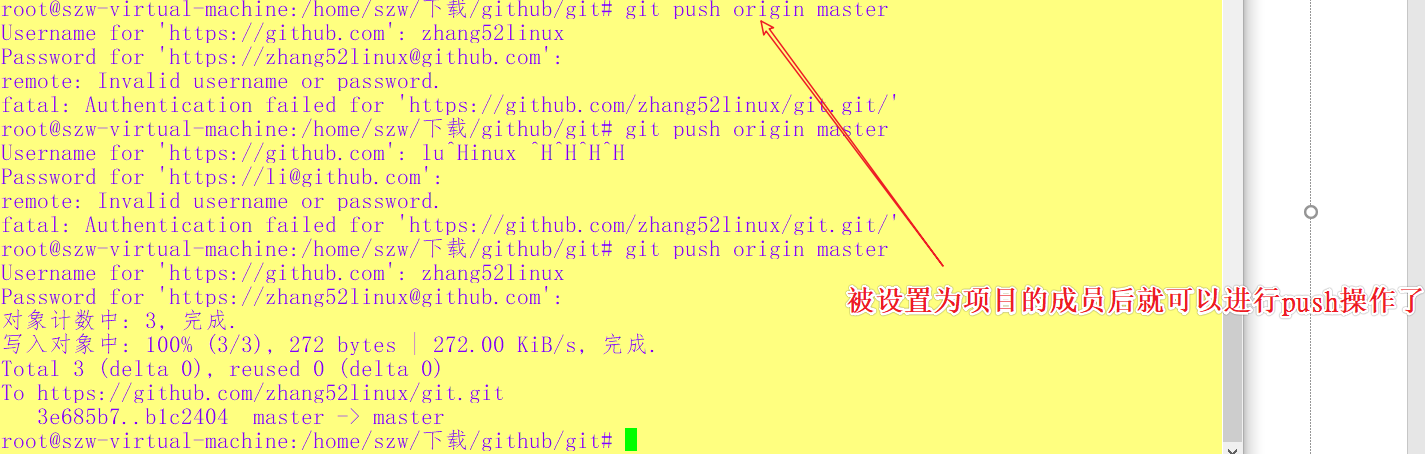 root@szw-virtual-machine:/home/szw/下载/github/git# git push origin master
Username for 'https://github.com': zhang52linux
Password for 'https://zhang52linux@github.com':
remote: Invalid username or password.
fatal: Authentication failed for 'https://github.com/zhang52linux/git.git/'
root@szw-virtual-machine:/home/szw/下载/github/git# git push origin master
Username for 'https://github.com': lu^Hinux ^H^H^H^H
Password for 'https://li@github.com':
remote: Invalid username or password.
fatal: Authentication failed for 'https://github.com/zhang52linux/git.git/'
root@szw-virtual-machine:/home/szw/下载/github/git# git push origin master
Username for 'https://github.com': zhang52linux
Password for 'https://zhang52linux@github.com':
被设置为项目的成员后就可以进行push操作了
对象计数中: 3, 完成.
写入对象中: 100% (3/3), 272 bytes | 272.00 KiB/s, 完成.
Total 3 (delta 0), reused 0 (delta 0)
To https://github.com/zhang52linux/git.git
3e685b7..b1c2404  master -> master
root@szw-virtual-machine:/home/szw/下载/github/git#